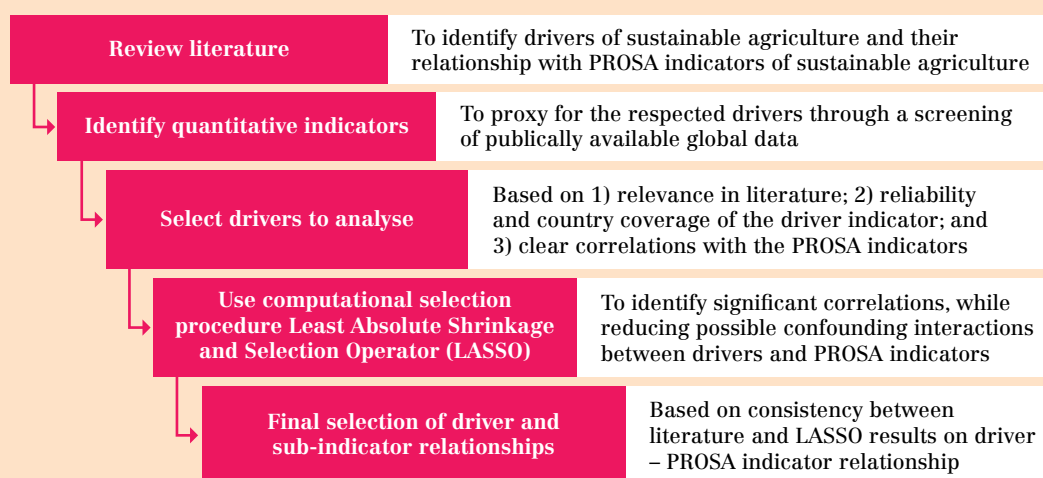 Review literature
To identify drivers of sustainable agriculture and their
relationship with PROSA indicators of sustainable agriculture
Identify quantitative indicators
To proxy for the respected drivers through a screening
of publically available global data
Select drivers to analyse
Based on 1) relevance in literature; 2) reliability
and country coverage of the driver indicator; and
3) clear correlations with the PROSA indicators
Use computational selection
procedure Least Absolute Shrinkage
and Selection Operator (LASSO)
To identify significant correlations, while
reducing possible confounding interactions
between drivers and PROSA indicators
Final selection of driver and
sub-indicator relationships
Based on consistency between
literature and LASSO results on driver
– PROSA indicator relationship